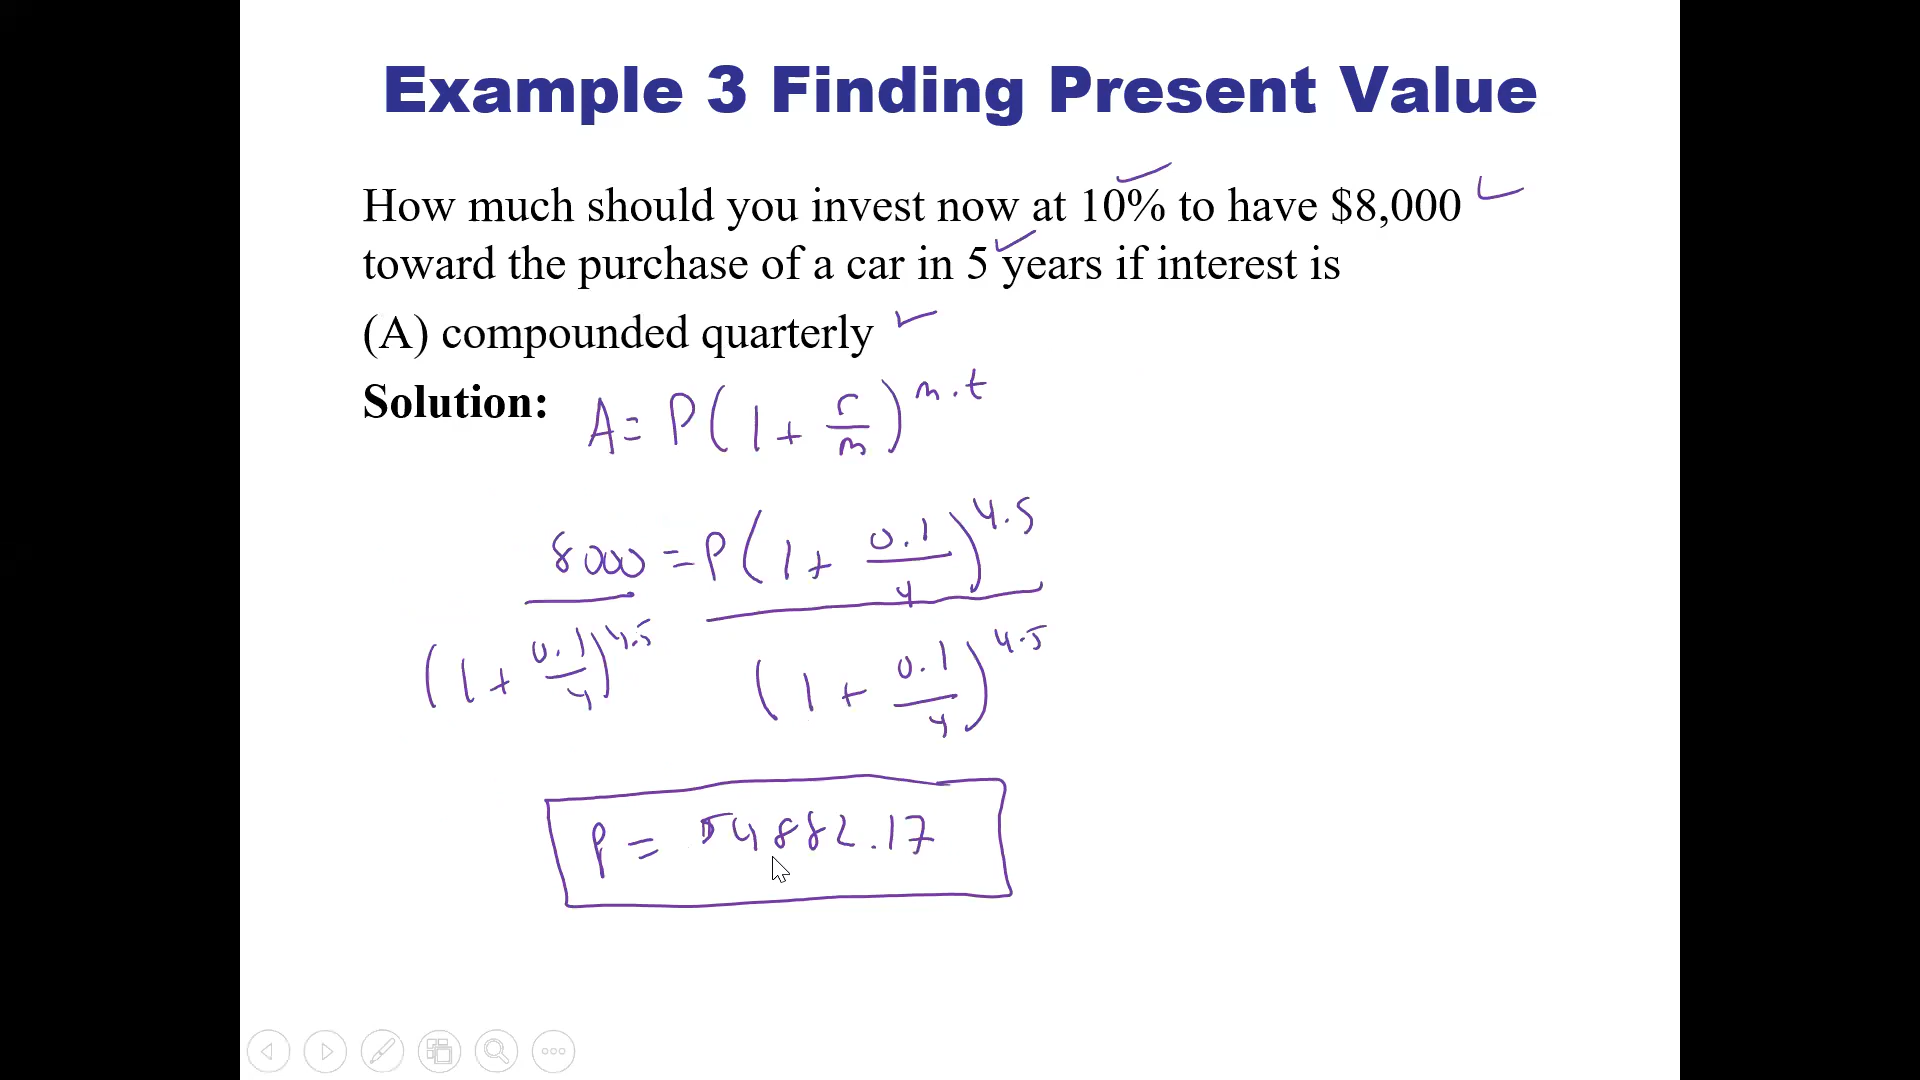 Example 3 Finding Present Value
How much should you invest now at 10% to have $8,000
toward the purchase of a car in 5 years if interest is
(A) compounded quarterly
Solution: A = P(1 + r/m)^m·t
8000 = P(1 + 0.1/4)^4·5
(1 + 0.1/4)^4·5 (1 + 0.1/4)^4·5
P = $4882.17